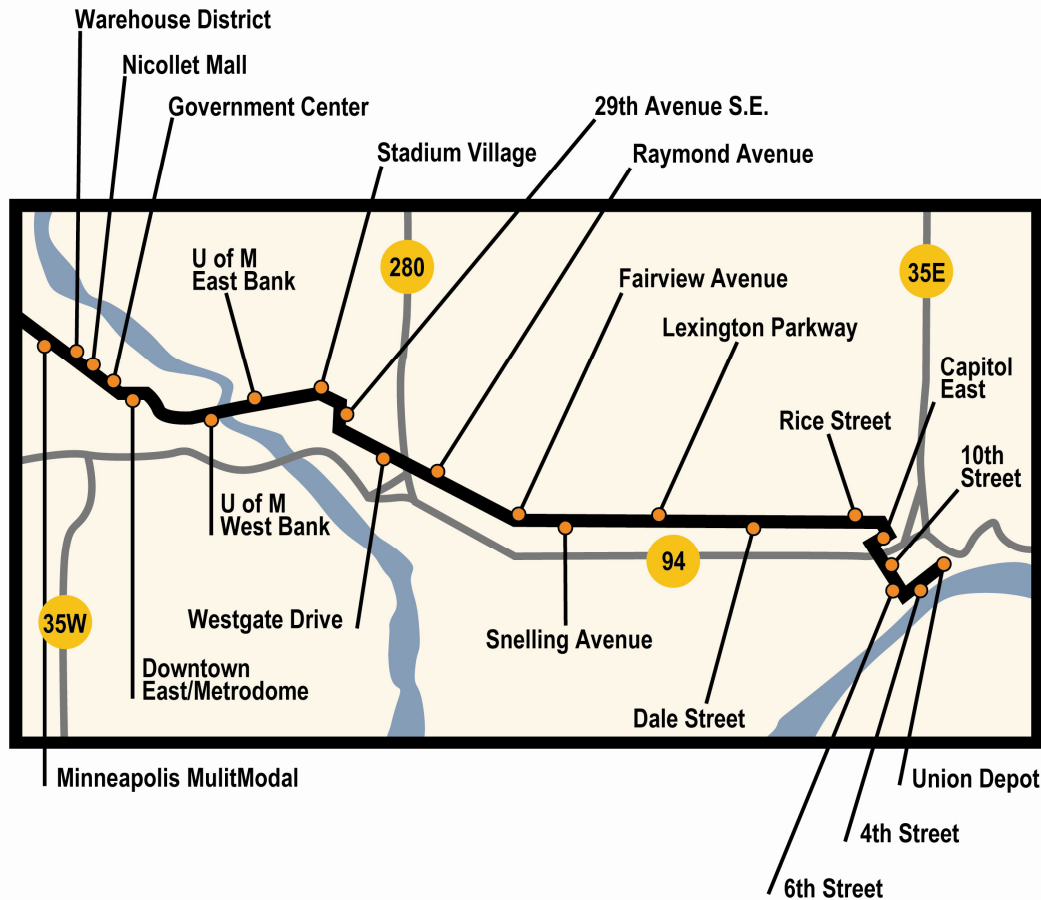 Warehouse District
Nicollet Mall
Government Center
29th Avenue S.E.
Stadium Village
Raymond Avenue
U of M
East Bank
280
35E
Fairview Avenue
Lexington Parkway
Capitol
East
Rice Street
10th
Street
U of M
West Bank
94
Westgate Drive
35W
Snelling Avenue
Downtown
East/Metrodome
Dale Street
Minneapolis MulitModal
Union Depot
4th Street
6th Street